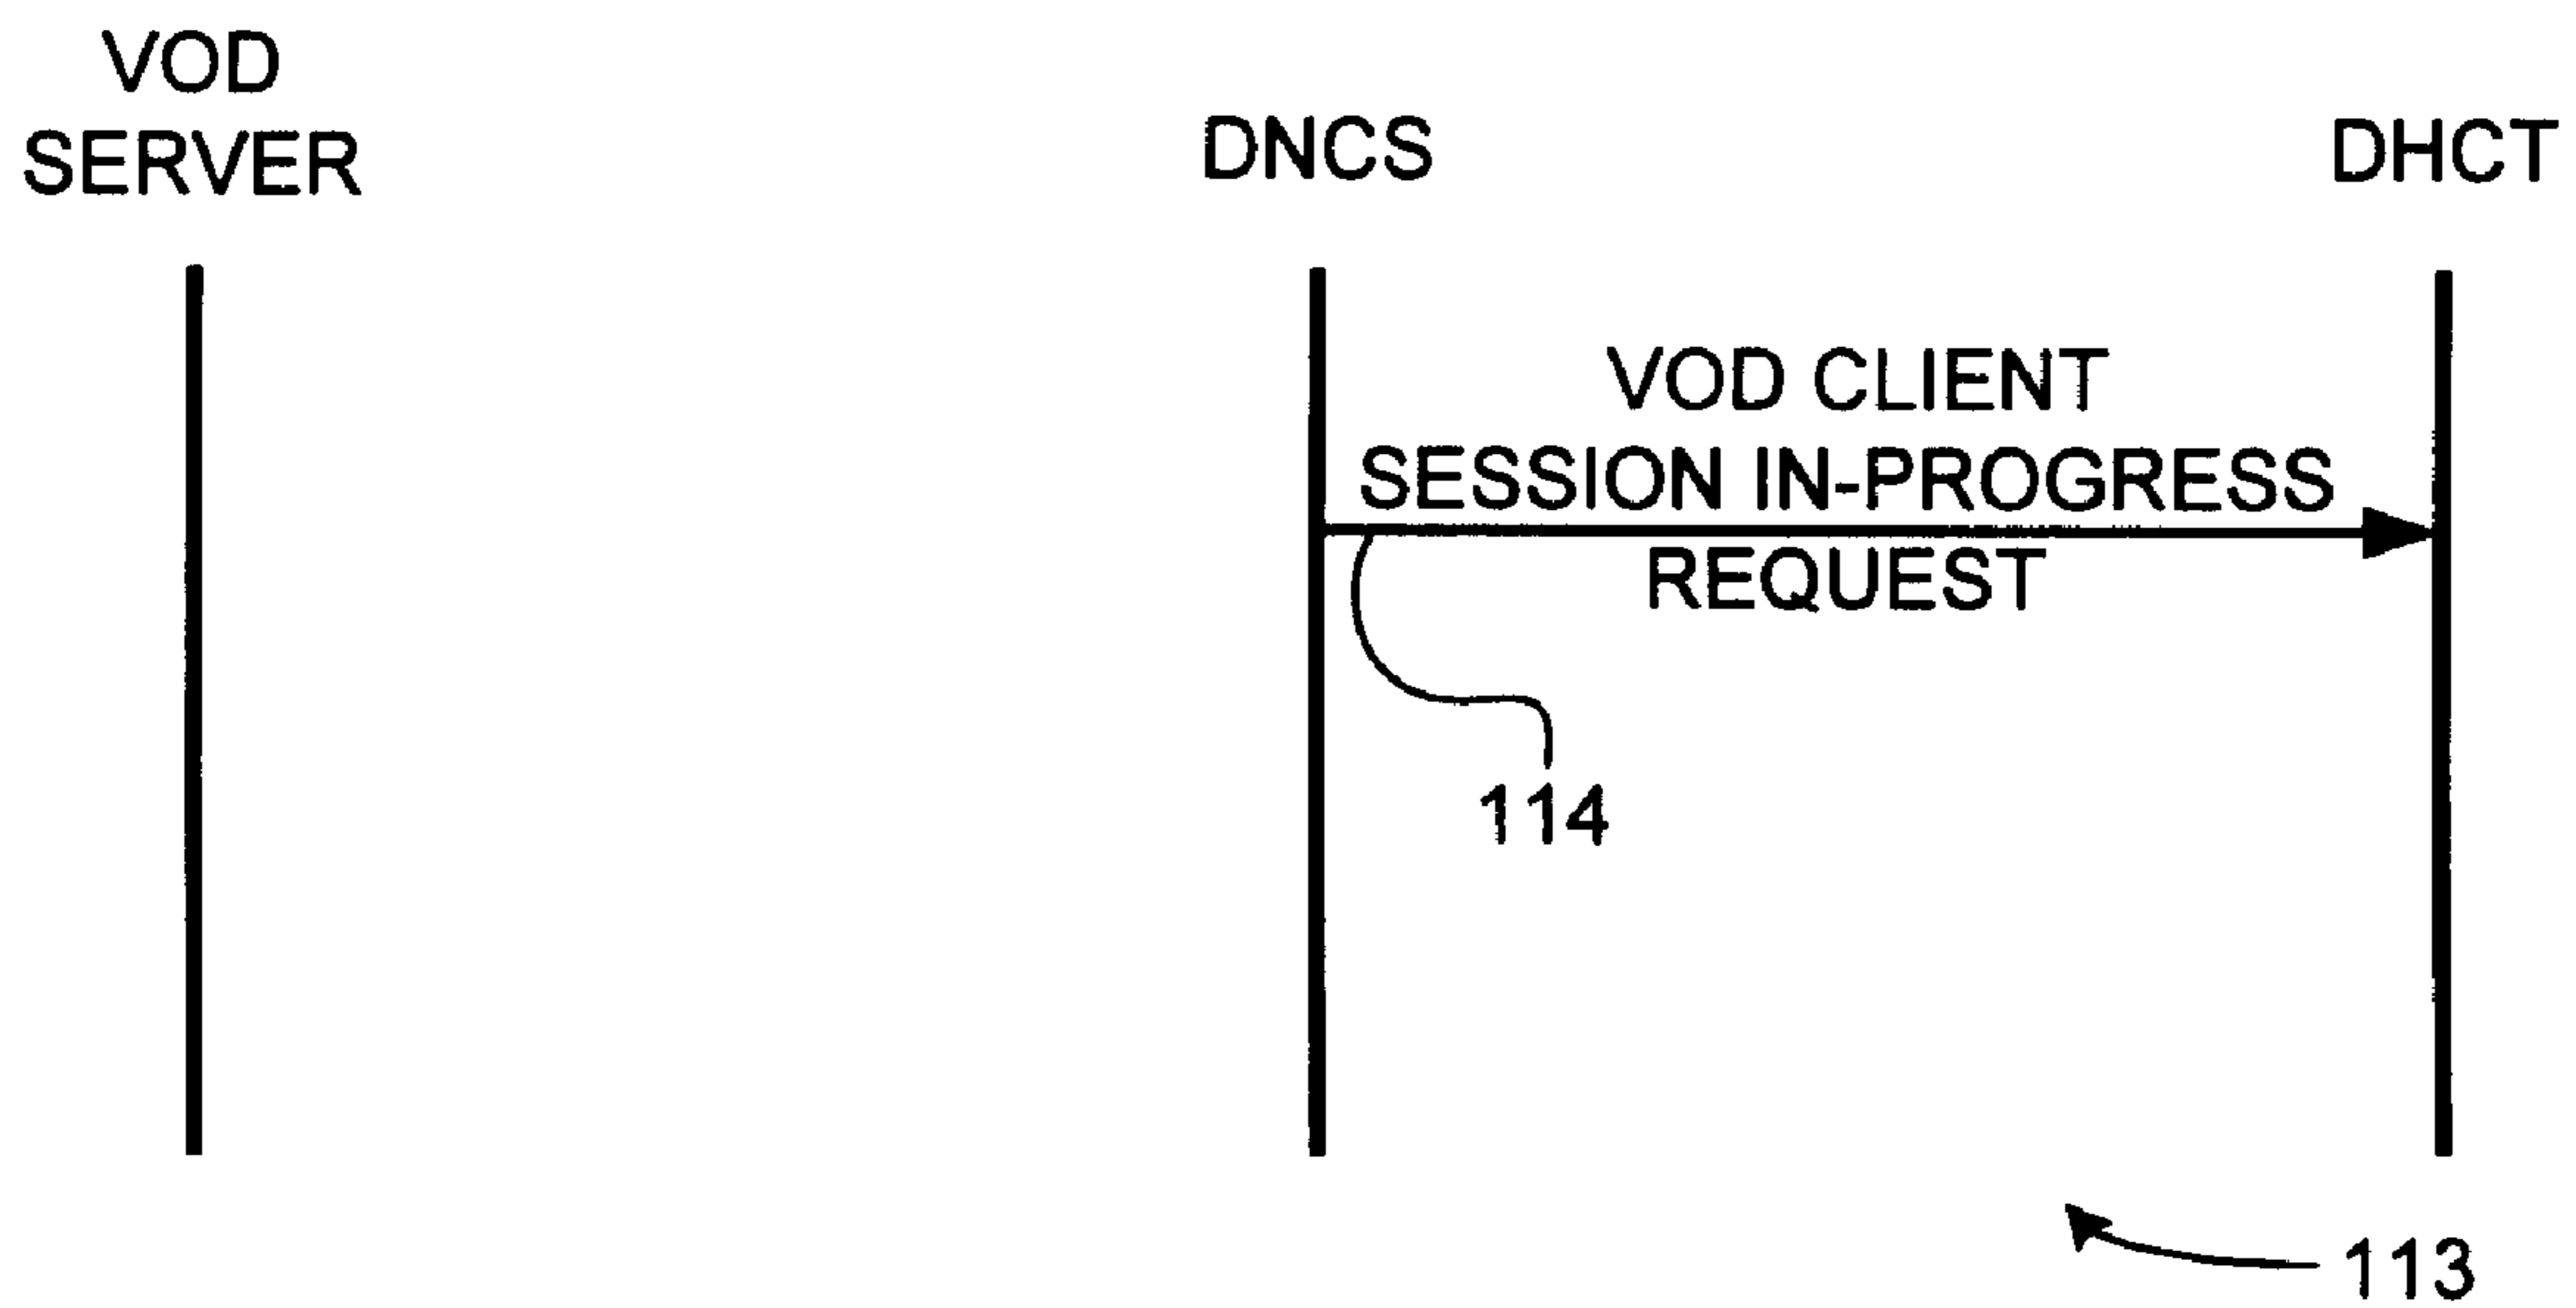 VOD
SERVER
DNCS
DHCT
VOD CLIENT
SESSION IN-PROGRESS
REQUEST
114
113